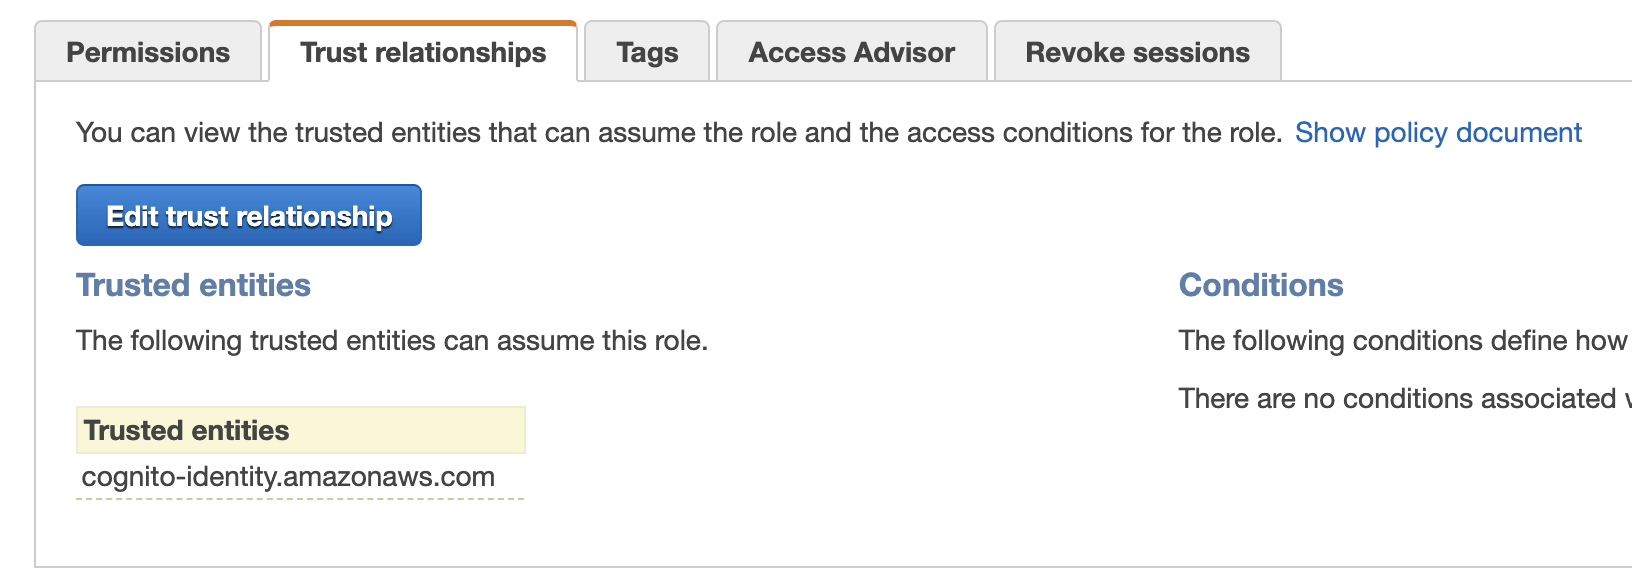 Permissions Trust relationships Tags Access Advisor Revoke sessions
You can view the trusted entities that can assume the role and the access conditions for the role. Show policy document
Edit trust relationship
Trusted entities
The following trusted entities can assume this role.
Trusted entities
cognito-identity.amazonaws.com
Conditions
The following conditions define how
There are no conditions associated